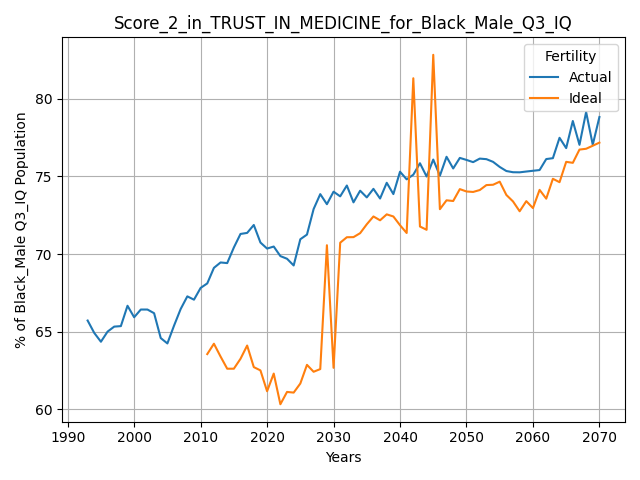 Score_2_in_TRUST_IN_MEDICINE_for_Black_Male_Q3_IQ
% of Black_Male Q3_IQ Population
80
75
70
65
60
Fertility
Actual
Ideal
1990 2000 2010 2020 2030 2040 2050 2060 2070
Years